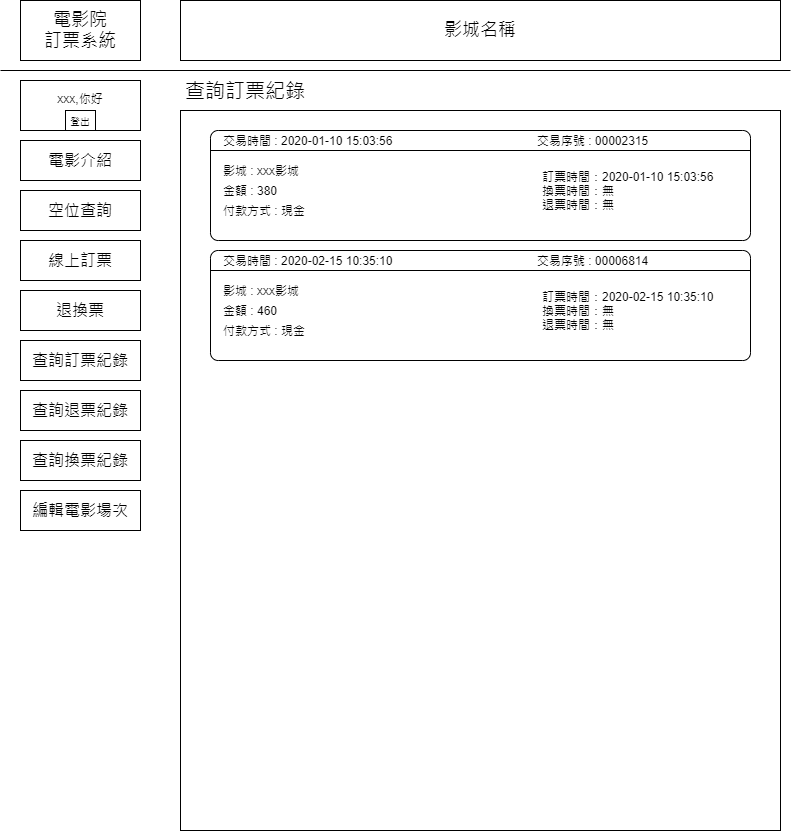 電影院
訂票系統
影城名稱
xxx,你好
登出
電影介紹
空位查詢
線上訂票
退換票
查詢訂票紀錄
查詢退票紀錄
查詢換票紀錄
編輯電影場次
查詢訂票紀錄
交易時間 : 2020-01-10 15:03:56
交易序號 : 00002315
影城 : xxx影城
金額 : 380
付款方式 : 現金
訂票時間：2020-01-10 15:03:56
換票時間：無
退票時間：無
交易時間 : 2020-02-15 10:35:10
交易序號 : 00006814
影城 : xxx影城
金額 : 460
付款方式 : 現金
訂票時間：2020-02-15 10:35:10
換票時間：無
退票時間：無